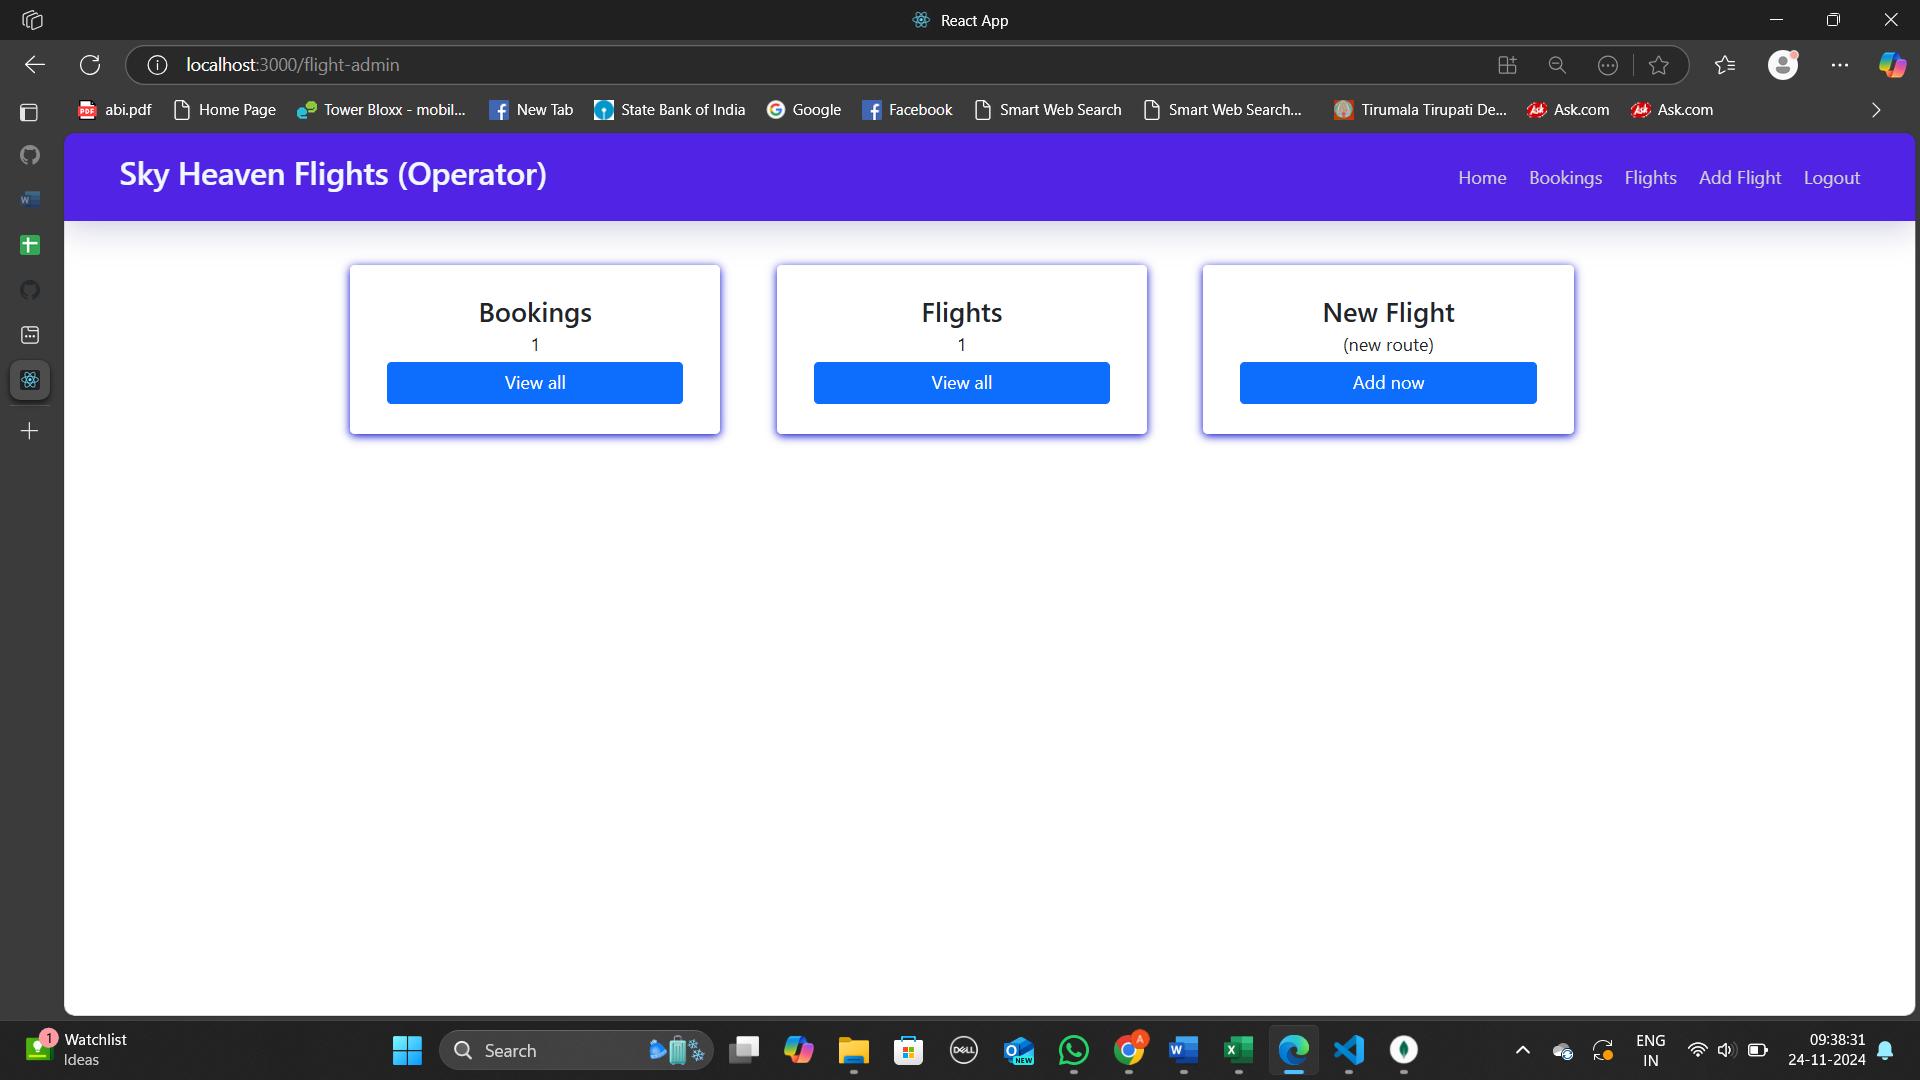 React App
localhost:3000/flight-admin
abi.pdf Home Page Tower Bloxx - mobil... New Tab State Bank of India Google Facebook Smart Web Search Smart Web Search... Tirumala Tirupati De... Ask.com Ask.com
Sky Heaven Flights (Operator)
Home Bookings Flights Add Flight Logout
Bookings
1
View all
Flights
1
View all
New Flight
(new route)
Add now
1
Watchlist
Ideas
Search
DELL
NEW
A
ENG
IN
09:38:31
24-11-2024